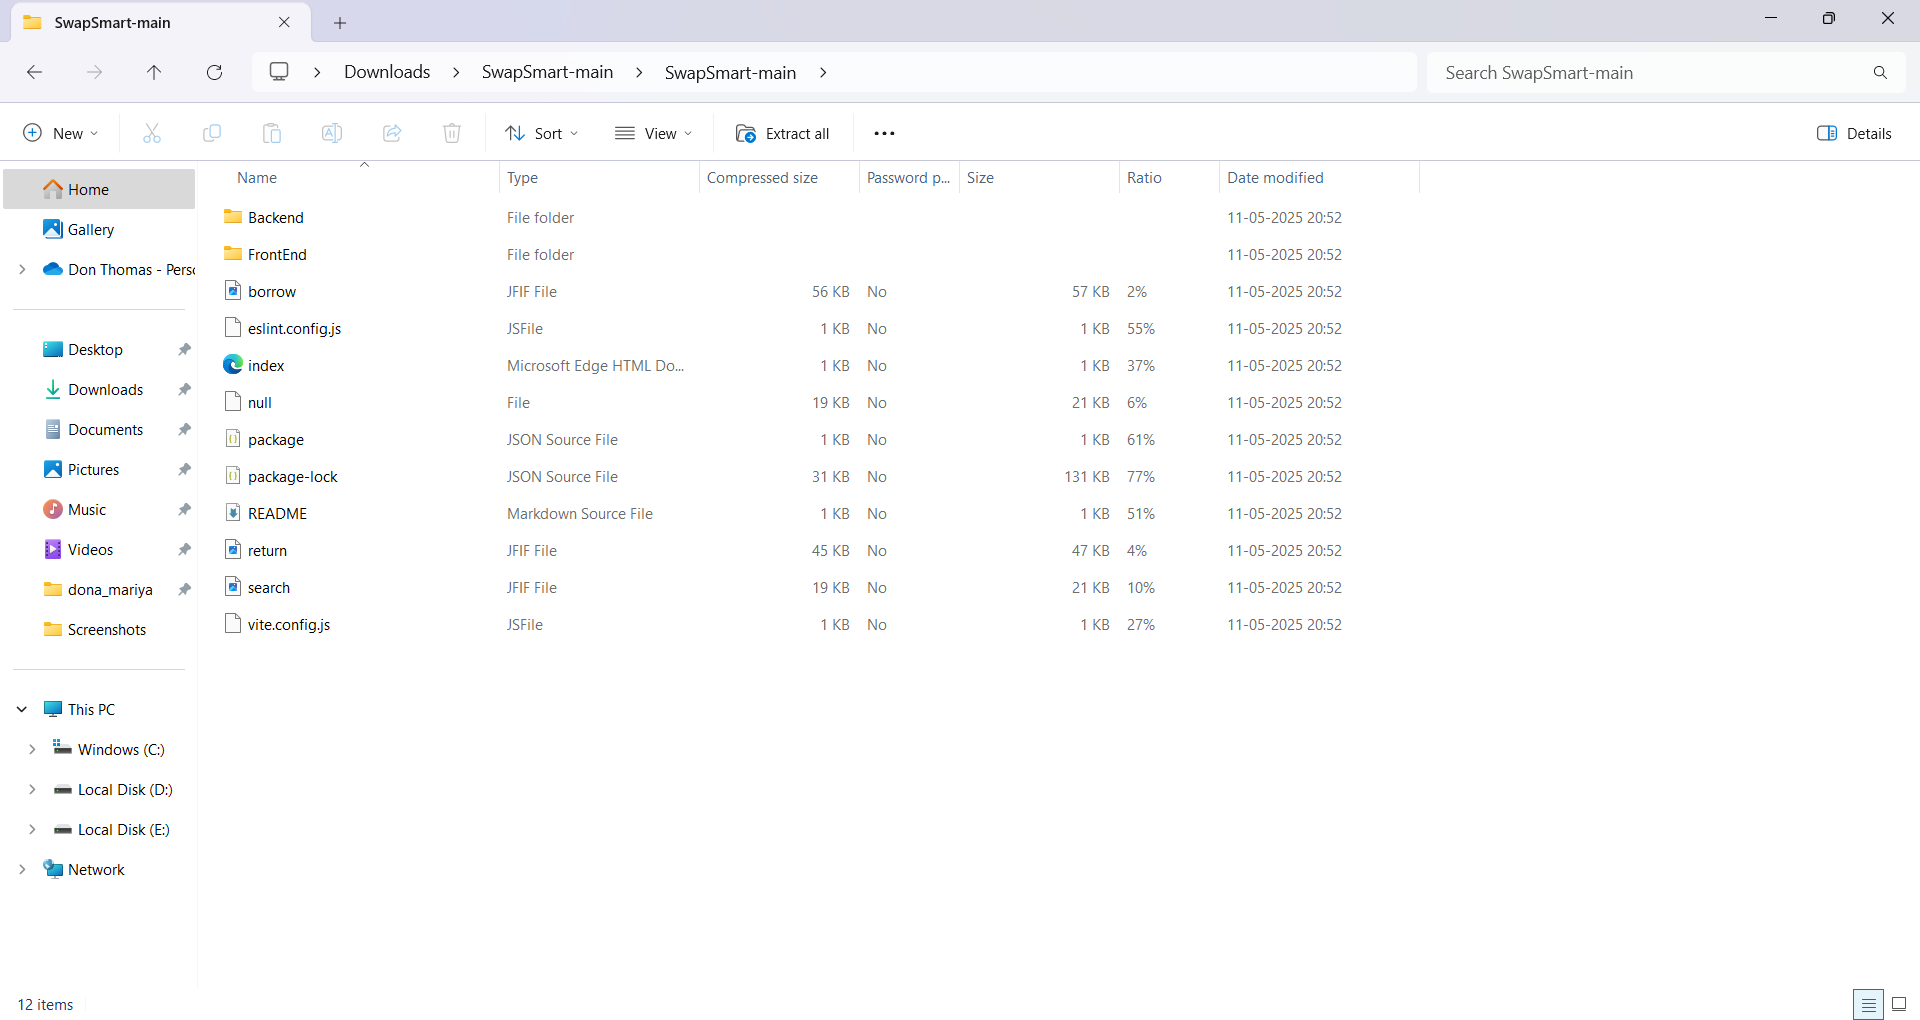 SwapSmart-main
Downloads > SwapSmart-main > SwapSmart-main >
Search SwapSmart-main
New
Sort
View
Extract all
Details
Name Type Compressed size Password p... Size Ratio Date modified
Home
Gallery
Don Thomas - Perso
Desktop
Downloads
Documents
Pictures
Music
Videos
dona_mariya
Screenshots
This PC
Windows (C:)
Local Disk (D:)
Local Disk (E:)
Network
Backend File folder 11-05-2025 20:52
FrontEnd File folder 11-05-2025 20:52
borrow JFIF File 56 KB No 57 KB 2% 11-05-2025 20:52
eslint.config.js JSFile 1 KB No 1 KB 55% 11-05-2025 20:52
index Microsoft Edge HTML Do... 1 KB No 1 KB 37% 11-05-2025 20:52
null File 19 KB No 21 KB 6% 11-05-2025 20:52
package JSON Source File 1 KB No 1 KB 61% 11-05-2025 20:52
package-lock JSON Source File 31 KB No 131 KB 77% 11-05-2025 20:52
README Markdown Source File 1 KB No 1 KB 51% 11-05-2025 20:52
return JFIF File 45 KB No 47 KB 4% 11-05-2025 20:52
search JFIF File 19 KB No 21 KB 10% 11-05-2025 20:52
vite.config.js JSFile 1 KB No 1 KB 27% 11-05-2025 20:52
12 items